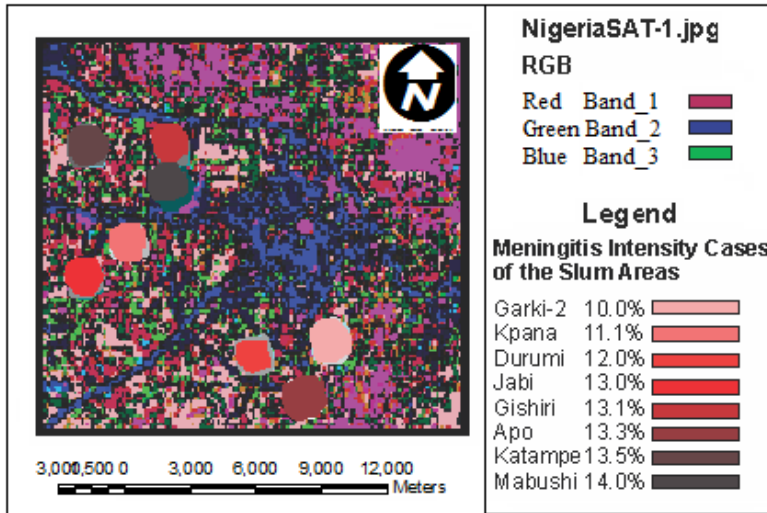 N
3,000 1,500 0 3,000 6,000 9,000 12,000
Meters
NigeriaSAT-1.jpg
RGB
Red Band_1
Green Band_2
Blue Band_3
Legend
Meningitis Intensity Cases
of the Slum Areas
Garki-2 10.0%
Kpana 11.1%
Durumi 12.0%
Jabi 13.0%
Gishiri 13.1%
Apo 13.3%
Katampe 13.5%
Mabushi 14.0%